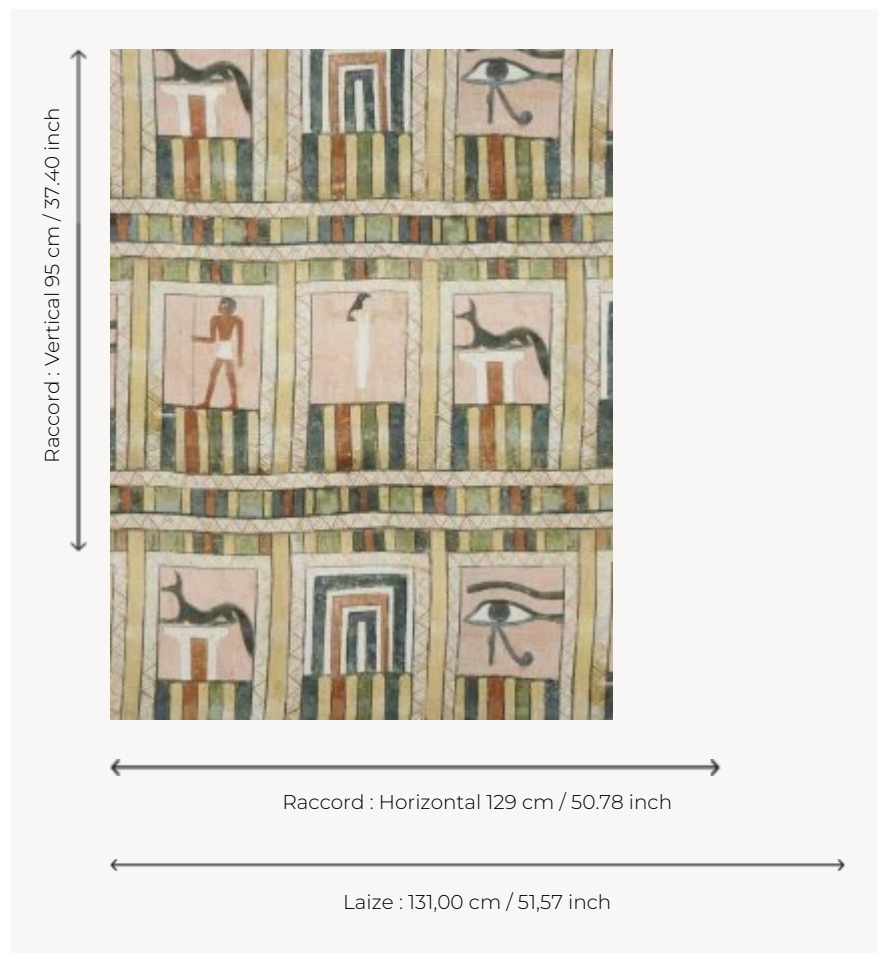 Raccord : Vertical 95 cm / 37.40 inch
Raccord : Horizontal 129 cm / 50.78 inch
Laize : 131,00 cm / 51,57 inch